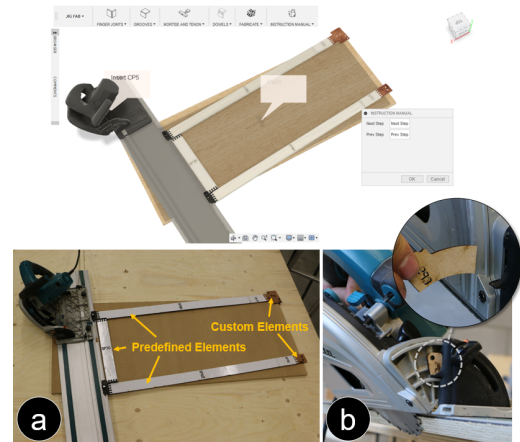 JIG FAB
FINGER JOINTS
GROOVES
MORTISE AND TENON
DOWELS
FABRICATE
INSTRUCTION MANUAL
Insert CP5
INSTRUCTION MANUAL
Next Step
Next Step
Prev Step
Prev Step
OK
Cancel
Custom Elements
Predefined Elements
a
b